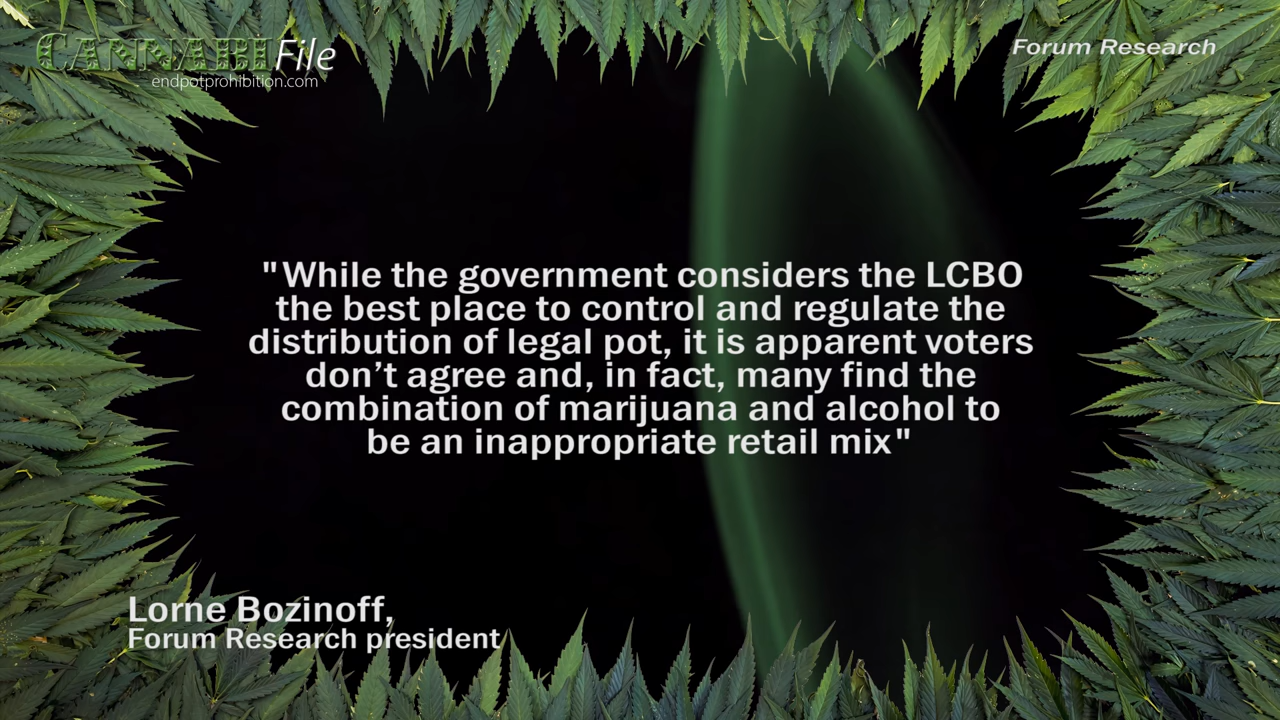 CANNABIFile
endpotprohibition.com
Forum Research
"While the government considers the LCBO
the best place to control and regulate the
distribution of legal pot, it is apparent voters
don’t agree and, in fact, many find the
combination of marijuana and alcohol to
be an inappropriate retail mix"
Lorne Bozinoff,
Forum Research president